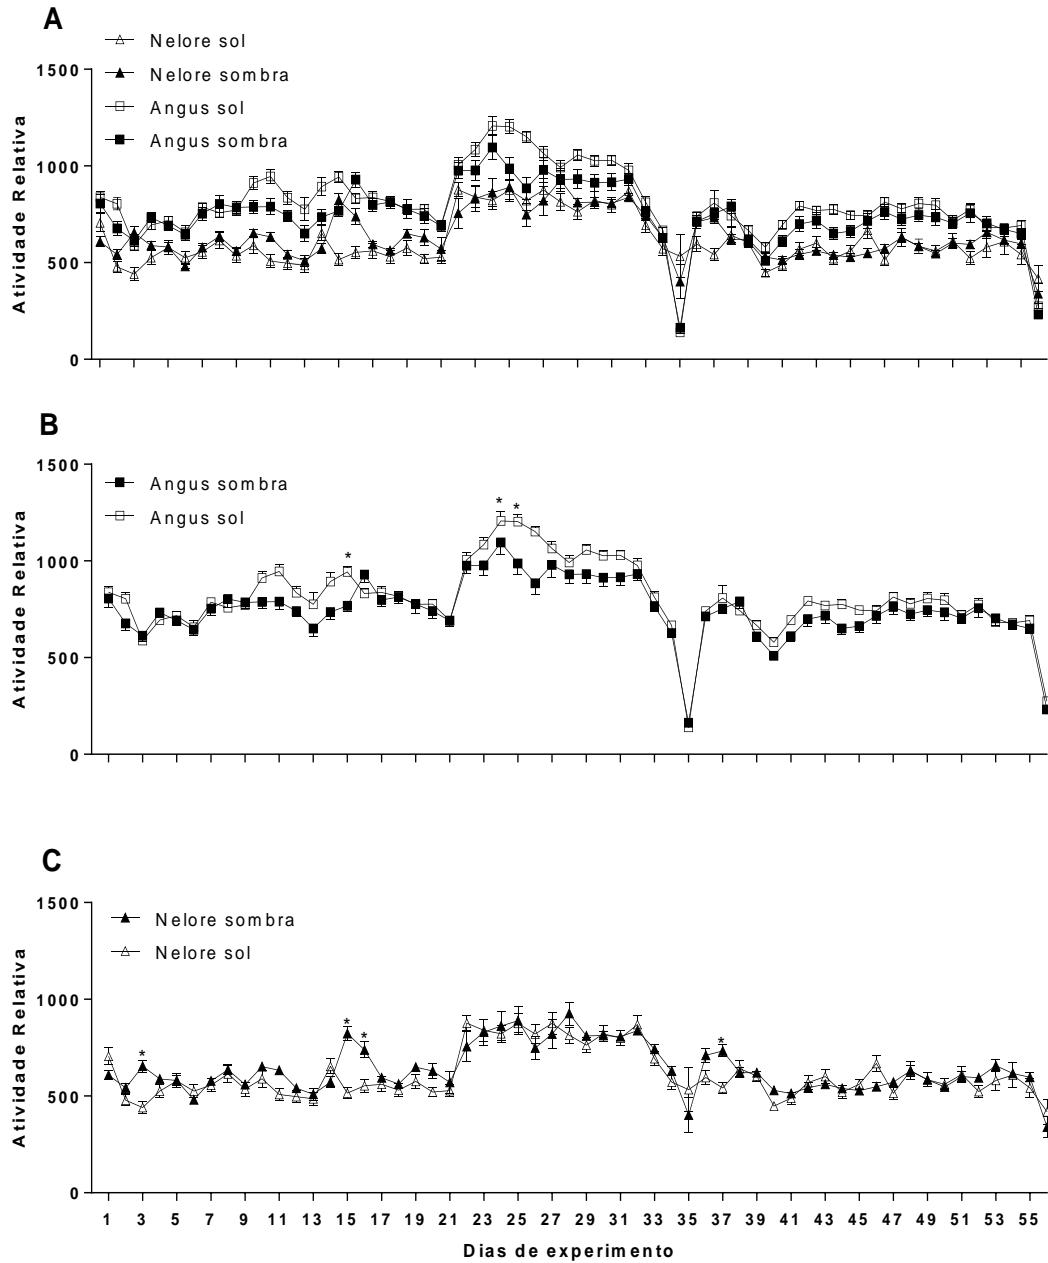 A
Nelore sol
Nelore sombra
Angus sol
Angus sombra
1500
1000
500
0
Atividade Relativa
B
Angus sombra
Angus sol
1500
1000
500
0
Atividade Relativa
* * *
C
Nelore sombra
Nelore sol
1500
1000
500
0
Atividade Relativa
* * * *
1 3 5 7 9 11 13 15 17 19 21 23 25 27 29 31 33 35 37 39 41 43 45 47 49 51 53 55
Dias de experimento